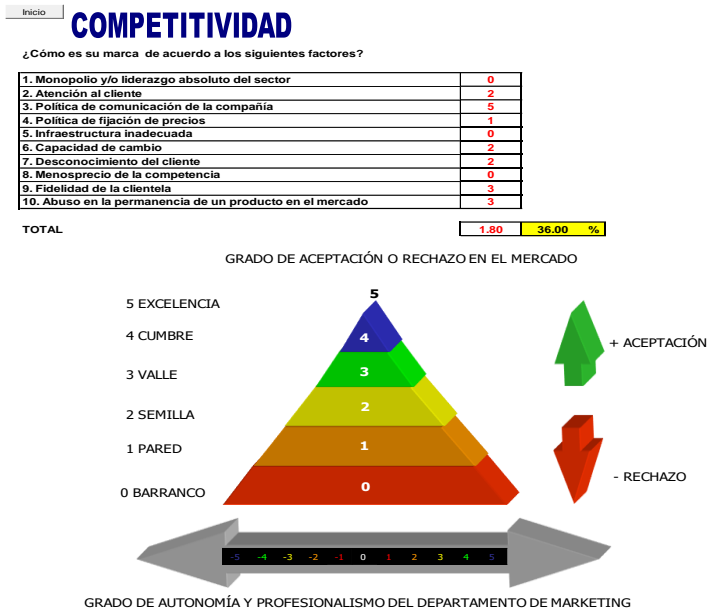 Inicio
COMPETITIVIDAD
¿Cómo es su marca de acuerdo a los siguientes factores?
1. Monopolio y/o liderazgo absoluto del sector 0
2. Atención al cliente 2
3. Política de comunicación de la compañía 5
4. Política de fijación de precios 1
5. Infraestructura inadecuada 0
6. Capacidad de cambio 2
7. Desconocimiento del cliente 2
8. Menosprecio de la competencia 0
9. Fidelidad de la clientela 3
10. Abuso en la permanencia de un producto en el mercado 3
TOTAL 1.80 36.00 %
GRADO DE ACEPTACIÓN O RECHAZO EN EL MERCADO
5
5 EXCELENCIA
4 CUMBRE 4
+ ACEPTACIÓN
3 VALLE 3
2 SEMILLA 2
1 PARED 1
- RECHAZO
0 BARRANCO 0
-5 -4 -3 -2 -1 0 1 2 3 4 5
GRADO DE AUTONOMÍA Y PROFESIONALISMO DEL DEPARTAMENTO DE MARKETING